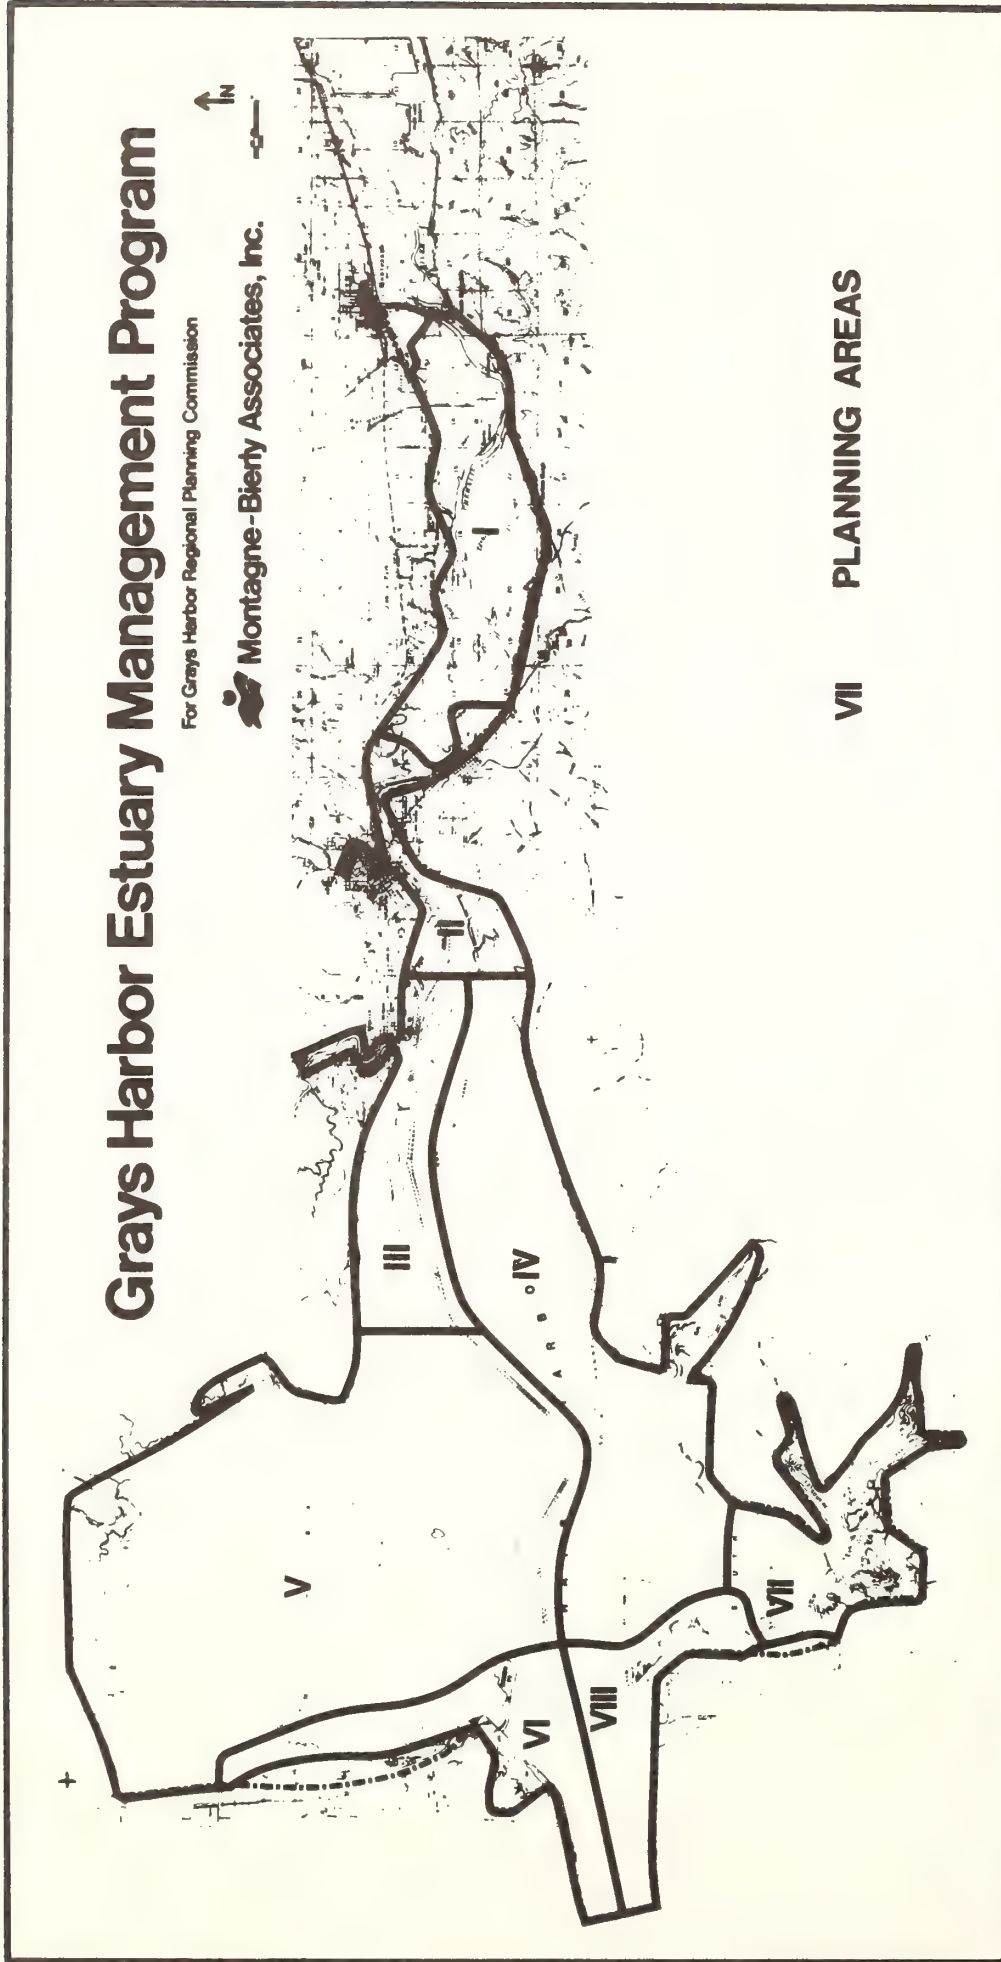 Grays Harbor Estuary Management Program
For Grays Harbor Regional Planning Commission
Montagne-Bierly Associates, Inc.
N
I
II
III
IV
A R B O
V
VI
VII
VIII
VII PLANNING AREAS